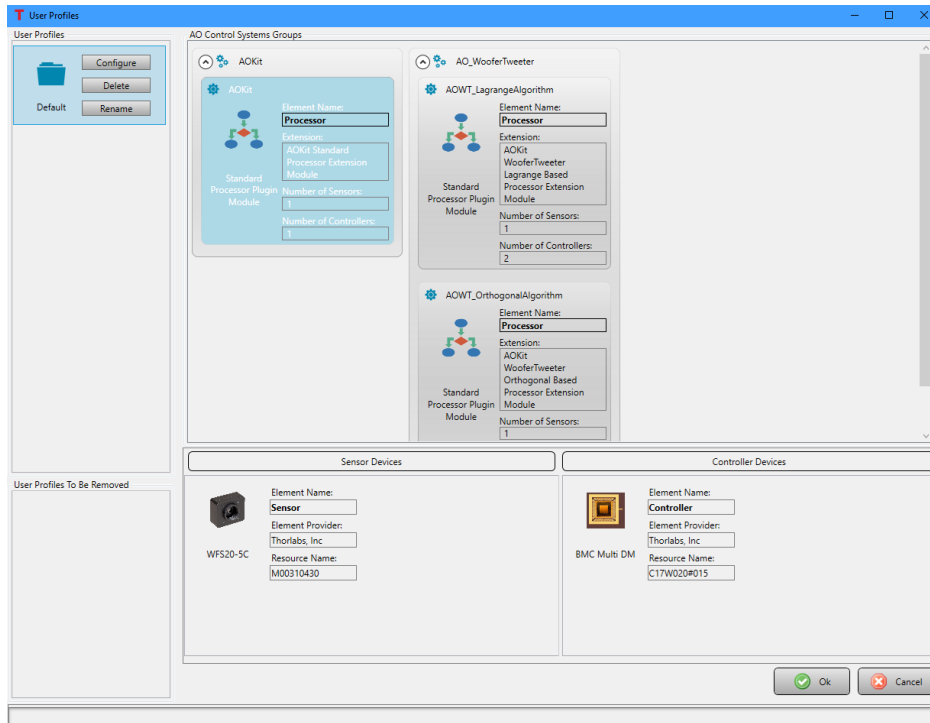 T User Profiles
User Profiles
Configure
Delete
Default
Rename
User Profiles To Be Removed
AO Control Systems Groups
AOKit
AOKit
Element Name:
Processor
Extension:
AOKit Standard
Processor Extension
Module
Standard
Processor Plugin
Module
Number of Sensors:
1
Number of Controllers:
1
AO_WooferTweeter
AOWT_LagrangeAlgorithm
Element Name:
Processor
Extension:
AOKit
WooferTweeter
Lagrange Based
Processor Extension
Module
Standard
Processor Plugin
Module
Number of Sensors:
1
Number of Controllers:
2
AOWT_OrthogonalAlgorithm
Element Name:
Processor
Extension:
AOKit
WooferTweeter
Orthogonal Based
Processor Extension
Module
Standard
Processor Plugin
Module
Number of Sensors:
1
Sensor Devices
WFS20-5C
Element Name:
Sensor
Element Provider:
Thorlabs, Inc
Resource Name:
M00310430
Controller Devices
BMC Multi DM
Element Name:
Controller
Element Provider:
Thorlabs, Inc
Resource Name:
C17W020#015
Ok
Cancel